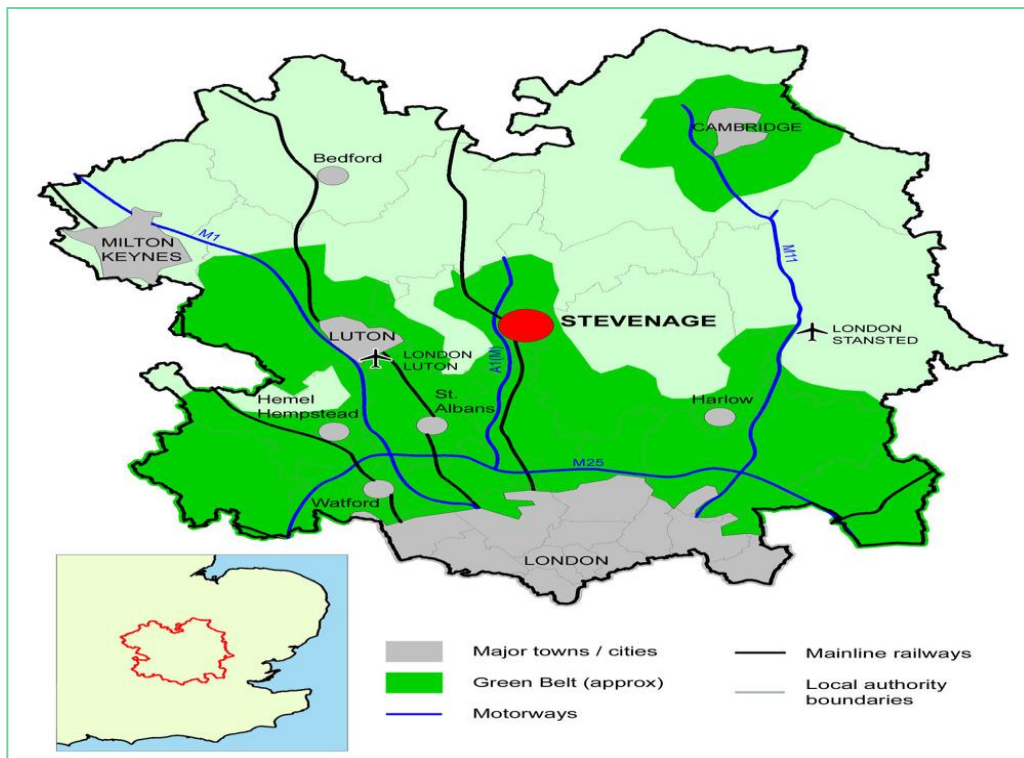 CAMBRIDGE
Bedford
MILTON
KEYNES
M1
M11
STEVENAGE
LUTON
LONDON
LUTON
A1(M)
LONDON
STANSTED
Hemel
Hempstead
St.
Albans
Harlow
M25
Watford
LONDON
Major towns / cities
Green Belt (approx)
Motorways
Mainline railways
Local authority
boundaries